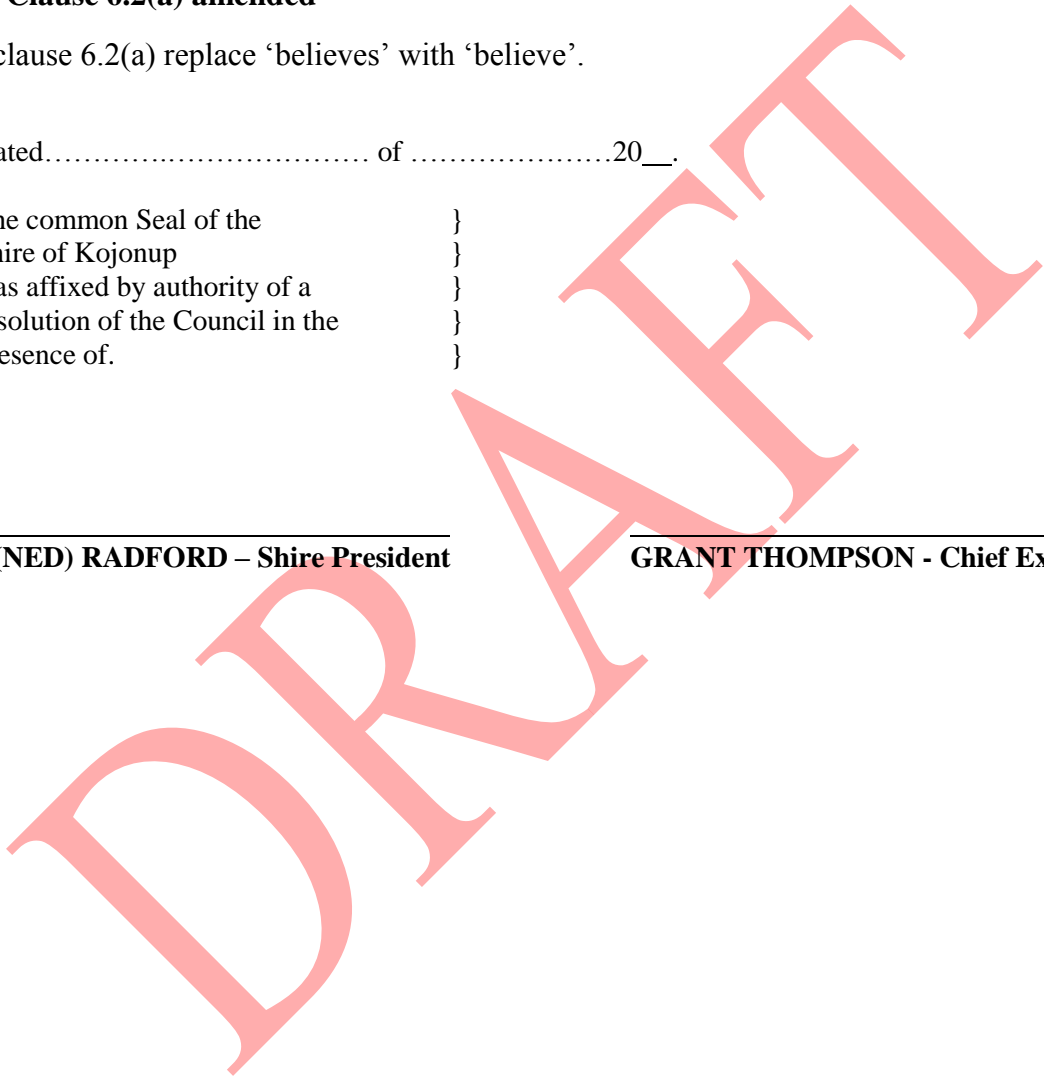 Clause 6.2(a) amended
clause 6.2(a) replace ‘believes’ with ‘believe’.
ated………….…………………… of …………………20__.
he common Seal of the }
hire of Kojonup }
as affixed by authority of a }
solution of the Council in the }
esence of. }
(NED) RADFORD – Shire President GRANT THOMPSON - Chief Ex
DRAFT